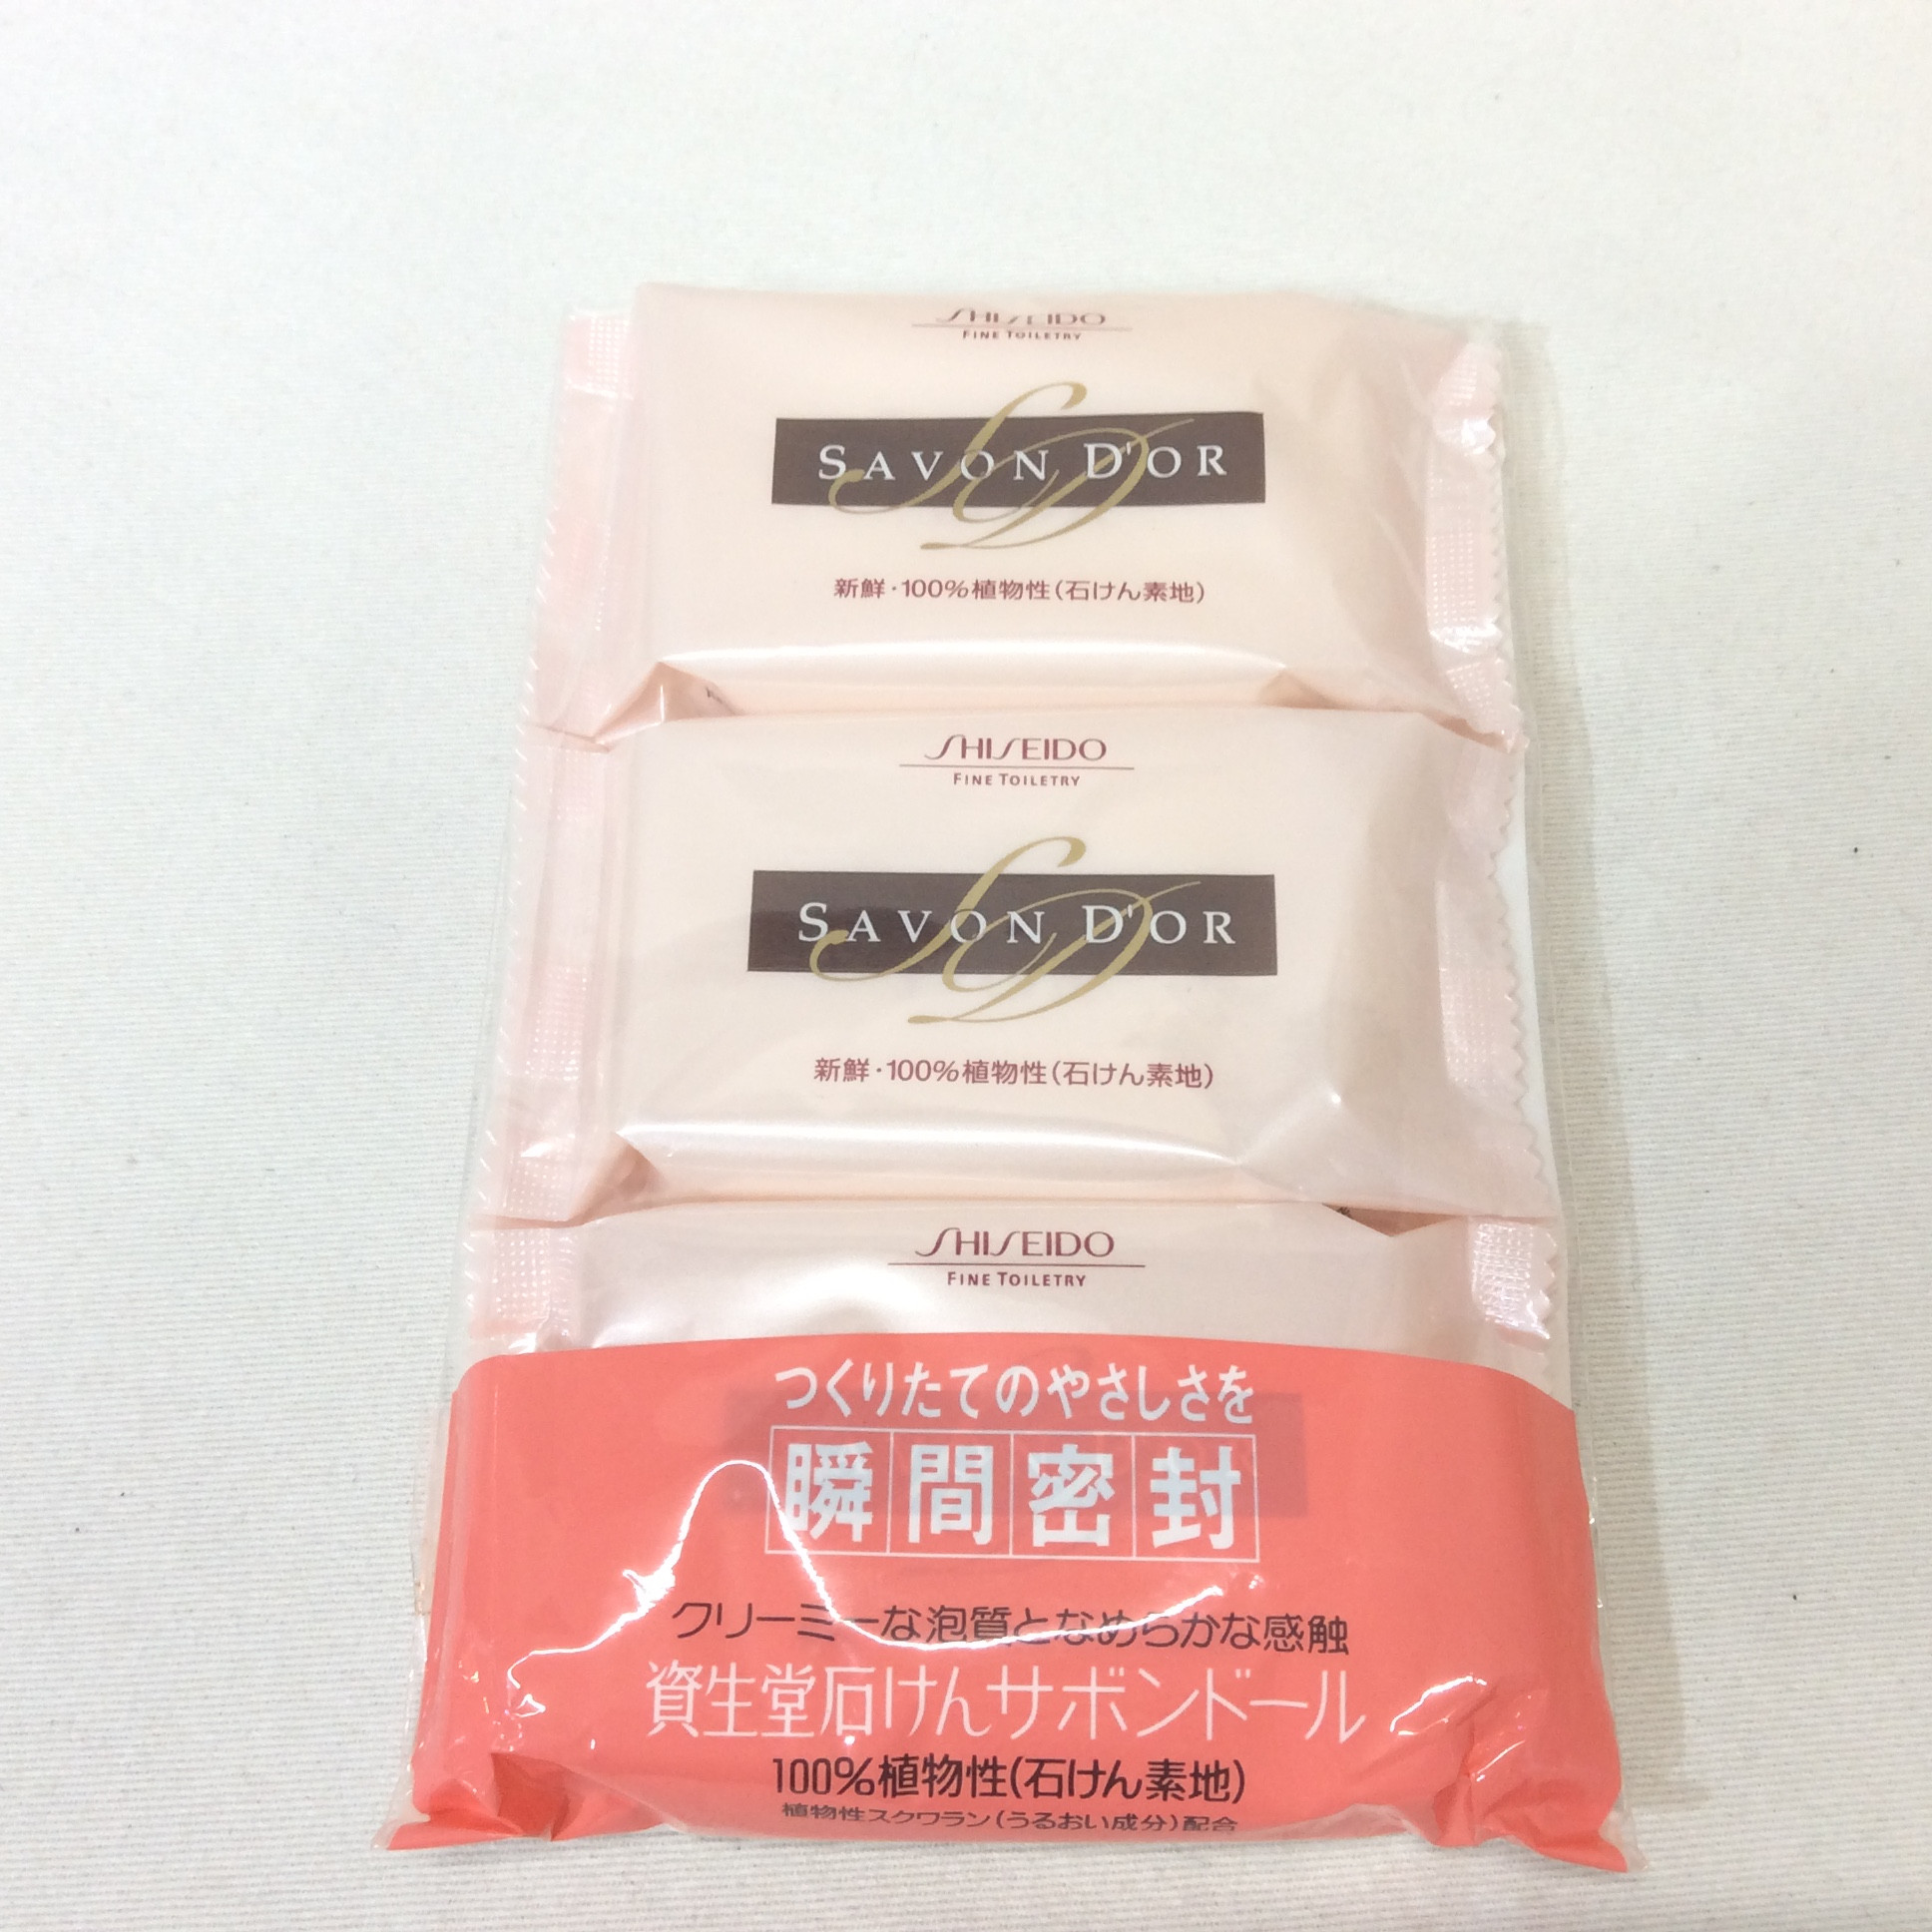 SHISEIDO
FINE TOILETRY
SAVON D'OR
新鮮・100%植物性(石けん素地)
SHISEIDO
FINE TOILETRY
SAVON D'OR
新鮮・100%植物性(石けん素地)
SHISEIDO
FINE TOILETRY
つくりたてのやさしさを
瞬間密封
クリーミーな泡質となめらかな感触
資生堂石けんサボンドール
100%植物性(石けん素地)
植物性スクワラン(うるおい成分)配合